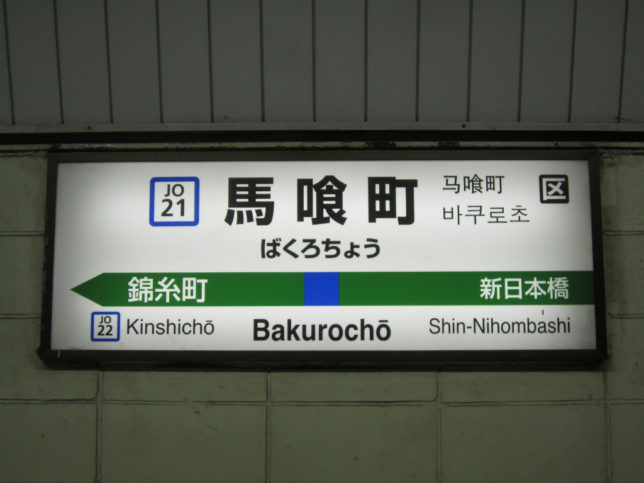 JO
21
馬喰町
马喰町
바쿠로초
区
ばくろちょう
錦糸町
新日本橋
JO
22
Kinshichō
Bakurochō
Shin-Nihombashi